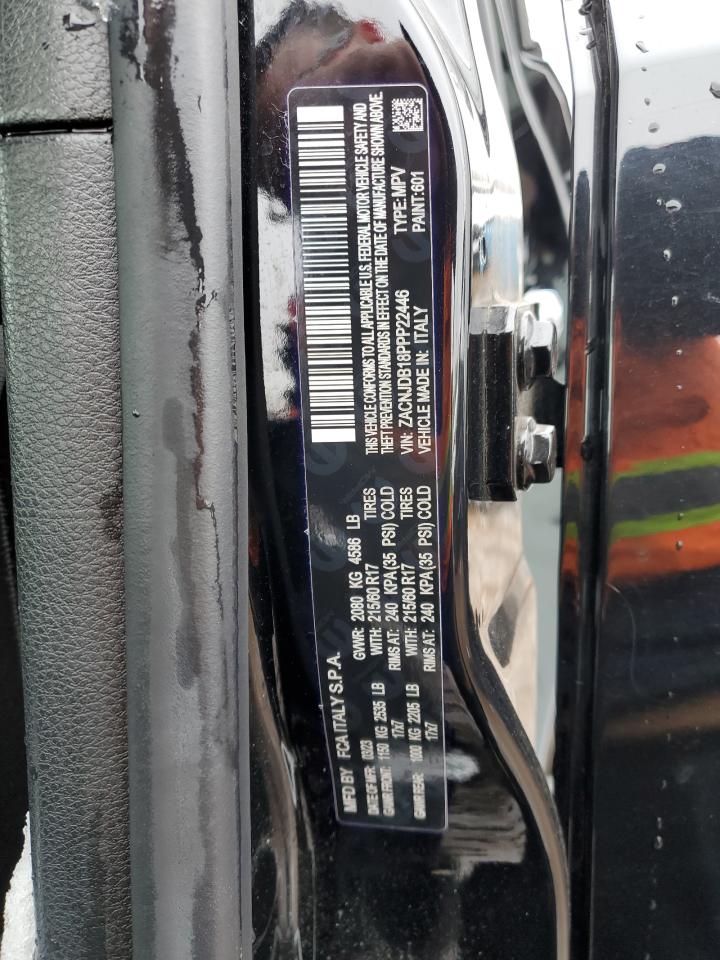 MFD BY FCA ITALY S.P.A.
DATE OF MFR: 03/23 GVWR: 2080 KG 4586 LB
GAWR FRONT: 1150 KG 2535 LB WITH: 215/60 R17 TIRES
17x7 RIMS AT: 240 KPA (35 PSI) COLD
GAWR REAR: 1000 KG 2205 LB WITH: 215/60 R17 TIRES
17x7 RIMS AT: 240 KPA (35 PSI) COLD
THIS VEHICLE CONFORMS TO ALL APPLICABLE U.S. FEDERAL MOTOR VEHICLE SAFETY AND
THEFT PREVENTION STANDARDS IN EFFECT ON THE DATE OF MANUFACTURE SHOWN ABOVE.
VIN: ZACNJDB18PPP22446 TYPE: MPV
VEHICLE MADE IN: ITALY PAINT: 601